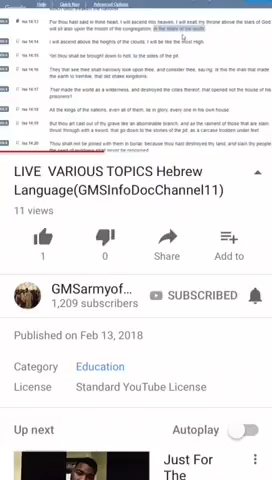 Quick Nav
Advanced Options
For thou hast said in thine heart, I will ascend into heaven, I will exalt my throne above the stars of God:
will sit also upon the mount of the congregation, in the sides of the north:
I will ascend above the heights of the clouds; I will be like the most High.
Yet thou shalt be brought down to hell, to the sides of the pit.
They that see thee shall narrowly look upon thee, and consider thee, saying, Is this the man that made
the earth to tremble, that did shake kingdoms;
That made the world as a wilderness, and destroyed the cities thereof; that opened not the house of his
prisoners?
All the kings of the nations, even all of them, lie in glory, every one in his own house.
But thou art cast out of thy grave like an abominable branch, and as the raiment of those that are slain,
thrust through with a sword, that go down to the stones of the pit; as a carcase trodden under feet.
Thou shalt not be joined with them in burial, because thou hast destroyed thy land, and slain thy people:
LIVE VARIOUS TOPICS Hebrew
Language(GMSInfoDocChannel11)
11 views
1
0
Share
Add to
GMSarmyof...
1,209 subscribers
SUBSCRIBED
Published on Feb 13, 2018
Category
Education
License
Standard YouTube License
Up next
Autoplay
Just For
The